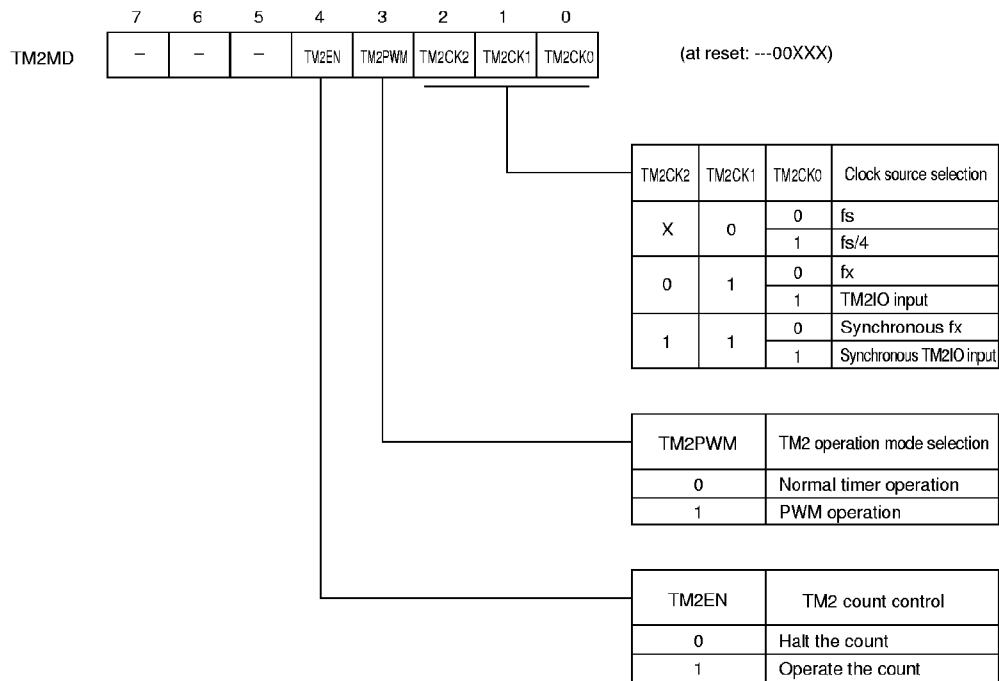 7 6 5 4 3 2 1 0
TM2MD – – – TM2EN TM2PWM TM2CK2 TM2CK1 TM2CK0 (at reset: ---00XXX)
TM2CK2 TM2CK1 TM2CK0 Clock source selection
X 0 0 fs
1 fs/4
0 1 0 fx
1 TM2IO input
1 1 0 Synchronous fx
1 Synchronous TM2IO input
TM2PWM TM2 operation mode selection
0 Normal timer operation
1 PWM operation
TM2EN TM2 count control
0 Halt the count
1 Operate the count